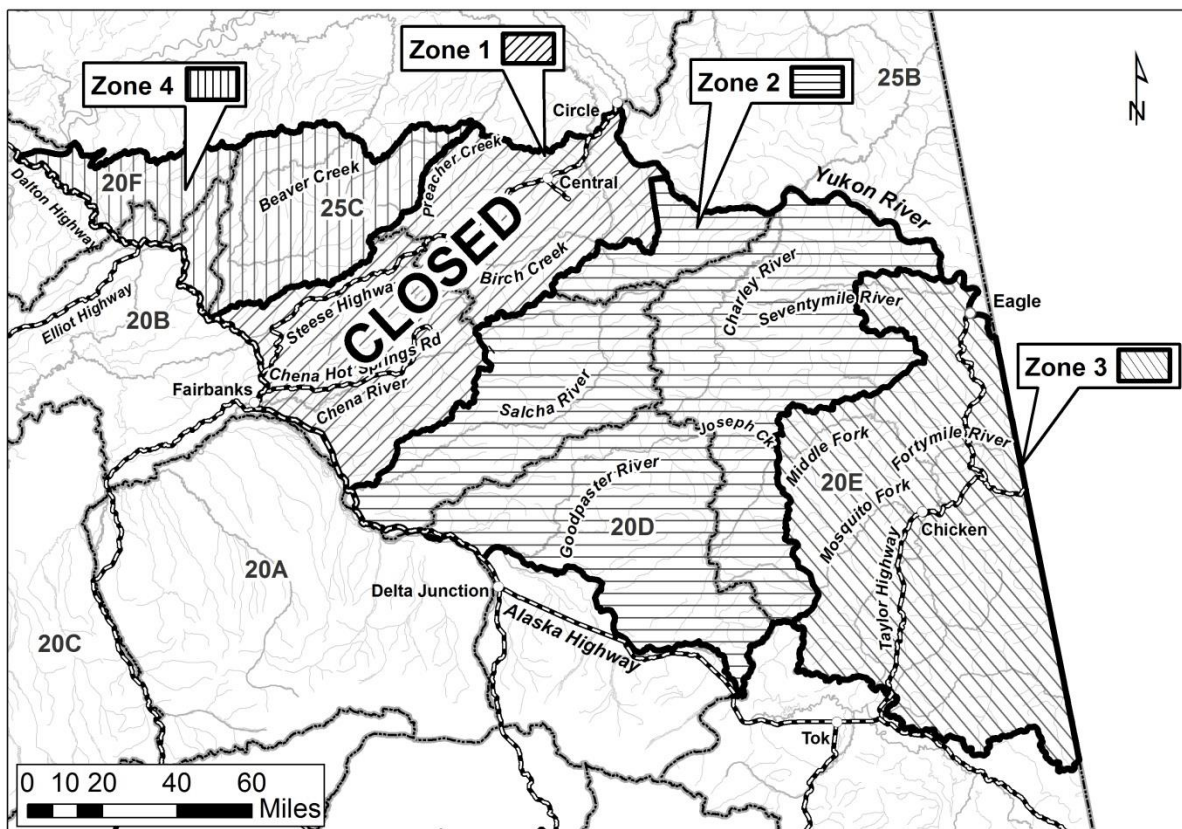 Zone 1
Zone 2
25B
Zone 4
N
Circle
Preacher Creek
20F
Beaver Creek
Central
25C
Dalton Highway
Yukon River
CLOSED
Birch Creek
Charley River
Elliot Highway
Steese Highwa
Seventymile River
Eagle
20B
Chena Hot Springs Rd
Zone 3
Fairbanks
Chena River
Salcha River
Joseph Ck
Middle Fork
Fortymile River
Goodpaster River
20E
Mosquito Fork
20D
Chicken
20A
Delta Junction
Alaska Highway
Taylor Highway
20C
Tok
0 10 20 40 60
Miles